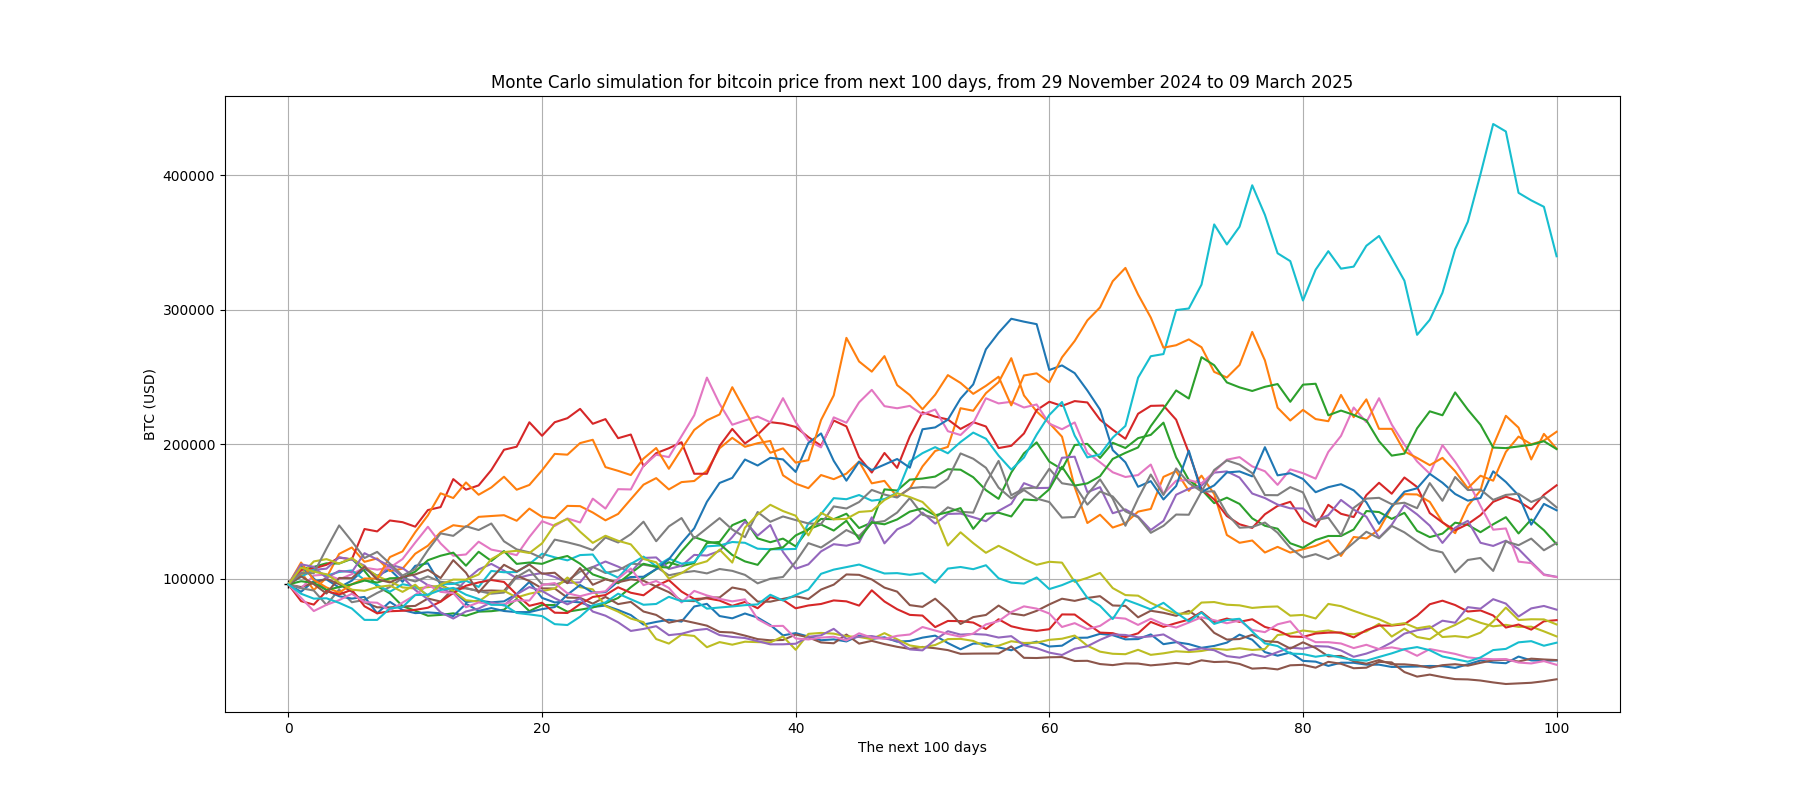 Monte Carlo simulation for bitcoin price from next 100 days, from 29 November 2024 to 09 March 2025
400000
300000
200000
100000
BTC (USD)
0 20 40 60 80 100
The next 100 days